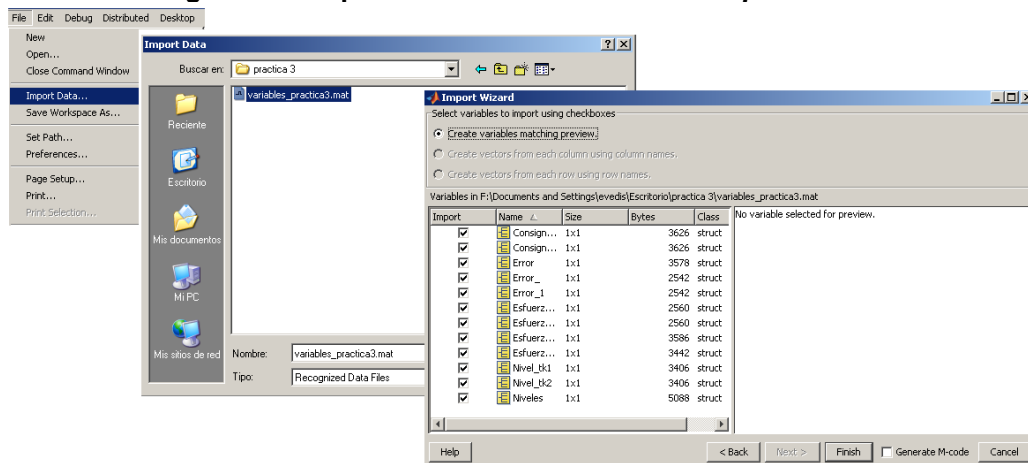 File Edit Debug Distributed Desktop
New
Open...
Close Command Window
Import Data...
Save Workspace As...
Set Path...
Preferences...
Page Setup...
Print...
Print Selection...
Import Data
Buscar en: practica 3
variables_practica3.mat
Reciente
Escritorio
Mis documentos
Mi PC
Mis sitios de red
Nombre: variables_practica3.mat
Tipo: Recognized Data Files
Import Wizard
Select variables to import using checkboxes
Create variables matching preview.
Create vectors from each column using column names.
Create vectors from each row using row names.
Variables in F:\Documents and Settings\evedis\Escritorio\practica 3\variables_practica3.mat
Import Name Size Bytes Class
Consign... 1x1 3626 struct
Consign... 1x1 3626 struct
Error 1x1 3578 struct
Error_ 1x1 2542 struct
Error_1 1x1 2542 struct
Esfuerz... 1x1 2560 struct
Esfuerz... 1x1 2560 struct
Esfuerz... 1x1 3586 struct
Esfuerz... 1x1 3442 struct
Nivel_tk1 1x1 3406 struct
Nivel_tk2 1x1 3406 struct
Niveles 1x1 5088 struct
No variable selected for preview.
Help < Back Next > Finish Generate M-code Cancel